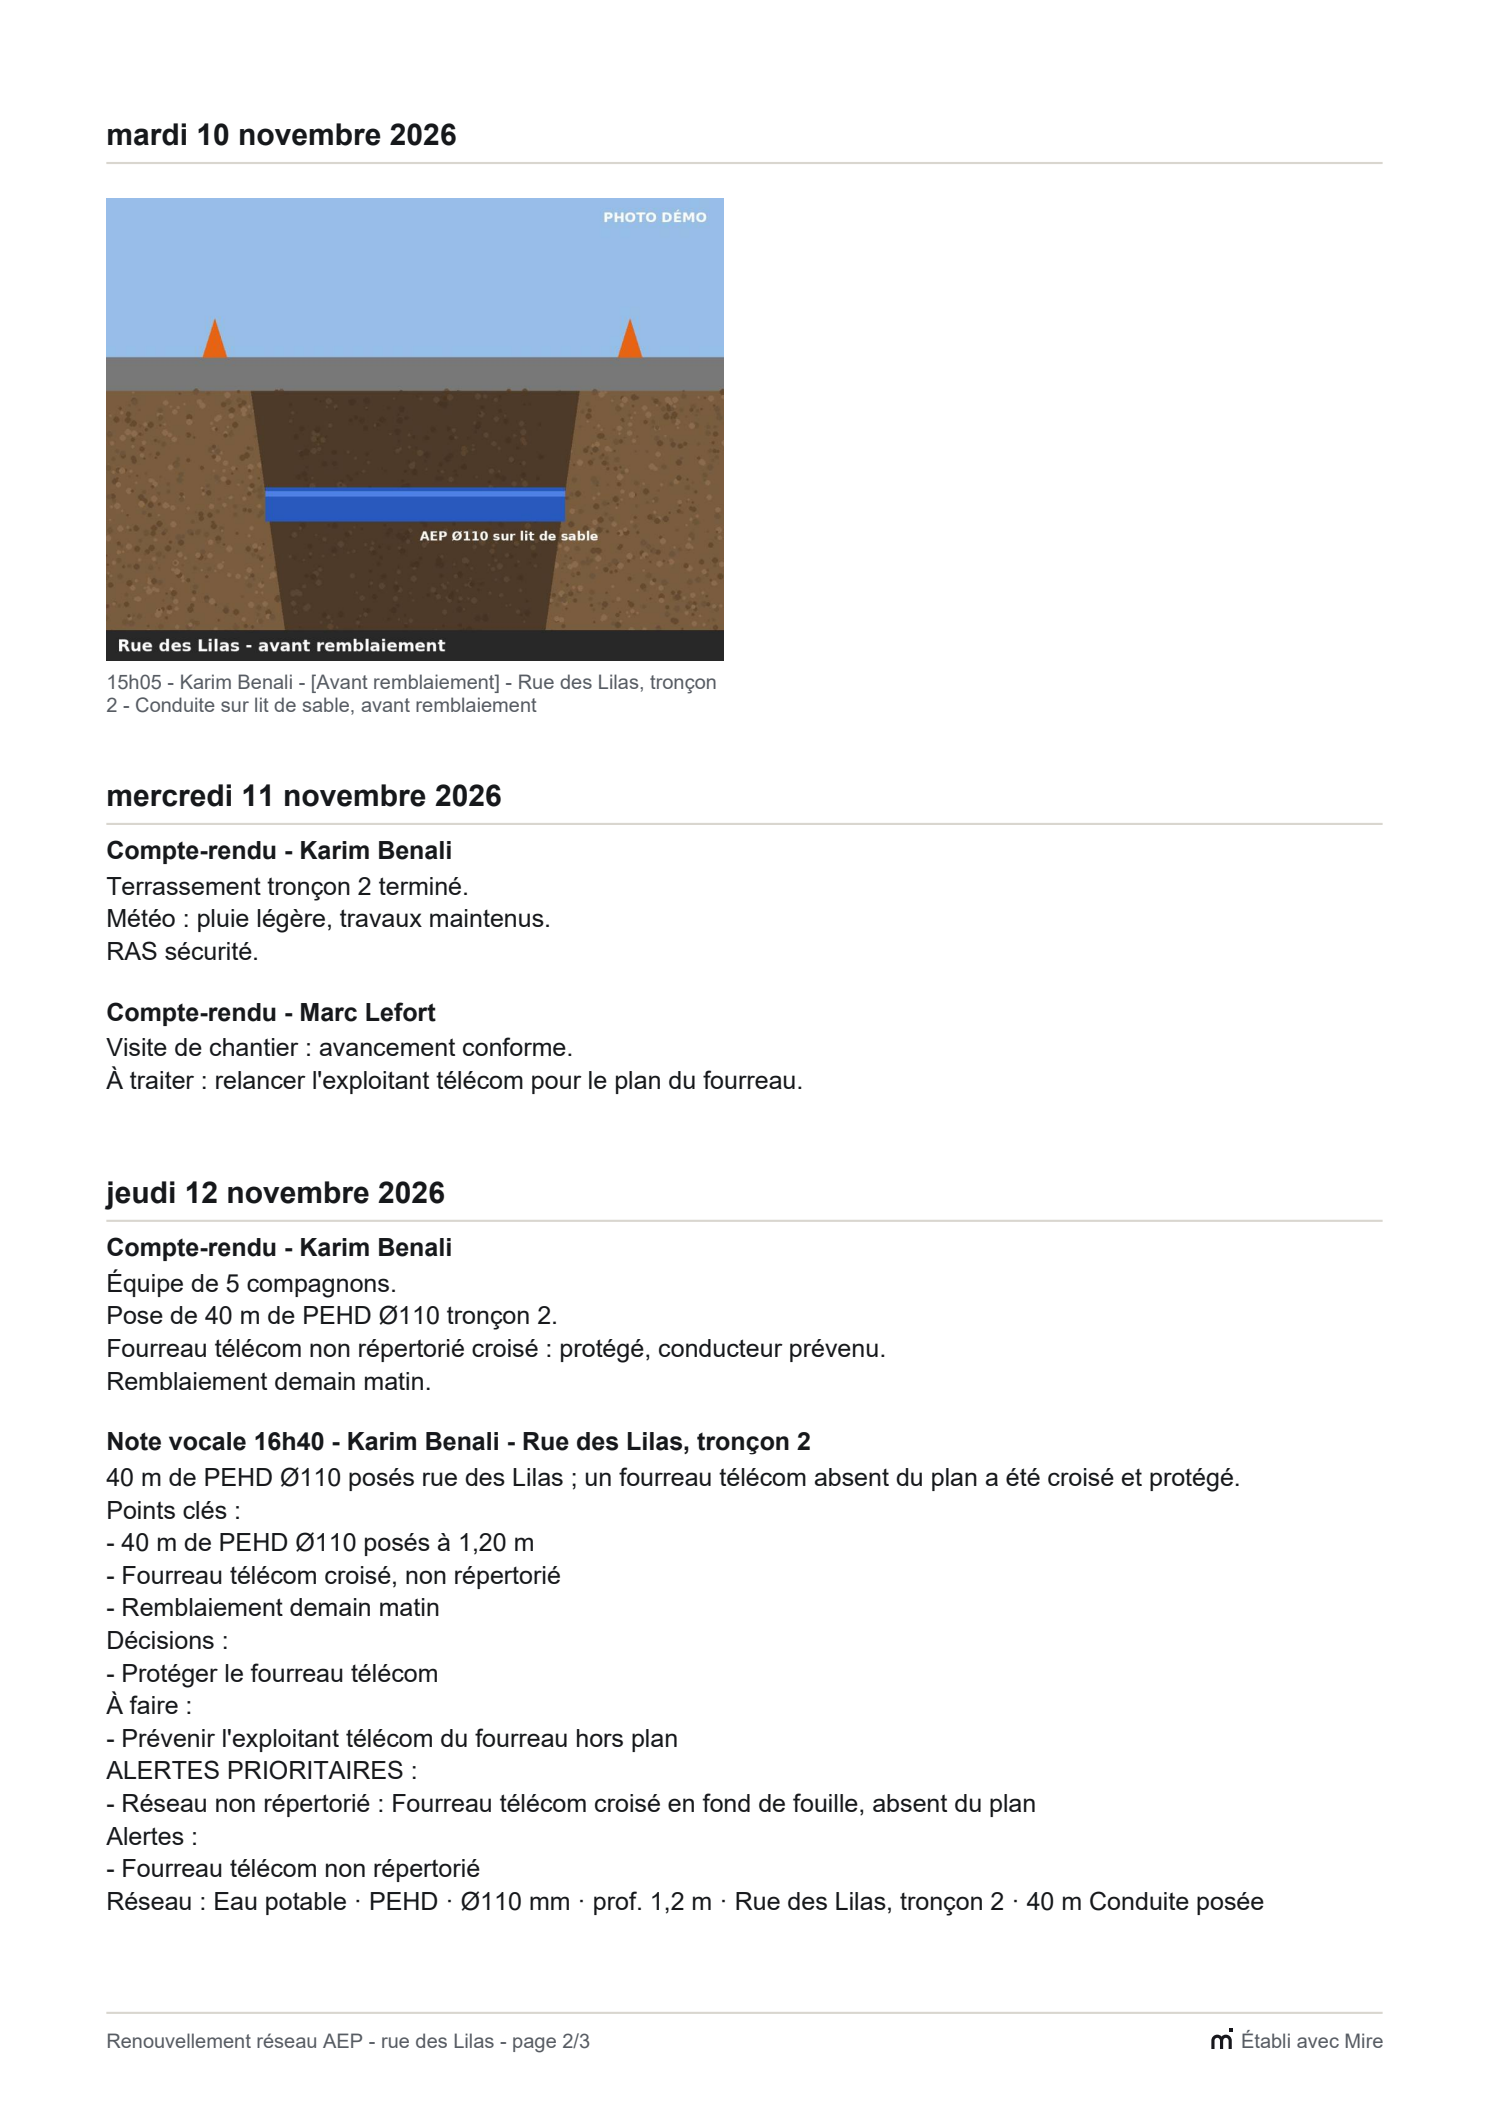 mardi 10 novembre 2026
PHOTO DÉMO
AEP Ø110 sur lit de sable
Rue des Lilas - avant remblaiement
15h05 - Karim Benali - [Avant remblaiement] - Rue des Lilas, tronçon
2 - Conduite sur lit de sable, avant remblaiement
mercredi 11 novembre 2026
Compte-rendu - Karim Benali
Terrassement tronçon 2 terminé.
Météo : pluie légère, travaux maintenus.
RAS sécurité.
Compte-rendu - Marc Lefort
Visite de chantier : avancement conforme.
À traiter : relancer l'exploitant télécom pour le plan du fourreau.
jeudi 12 novembre 2026
Compte-rendu - Karim Benali
Équipe de 5 compagnons.
Pose de 40 m de PEHD Ø110 tronçon 2.
Fourreau télécom non répertorié croisé : protégé, conducteur prévenu.
Remblaiement demain matin.
Note vocale 16h40 - Karim Benali - Rue des Lilas, tronçon 2
40 m de PEHD Ø110 posés rue des Lilas ; un fourreau télécom absent du plan a été croisé et protégé.
Points clés :
- 40 m de PEHD Ø110 posés à 1,20 m
- Fourreau télécom croisé, non répertorié
- Remblaiement demain matin
Décisions :
- Protéger le fourreau télécom
À faire :
- Prévenir l'exploitant télécom du fourreau hors plan
ALERTES PRIORITAIRES :
- Réseau non répertorié : Fourreau télécom croisé en fond de fouille, absent du plan
Alertes :
- Fourreau télécom non répertorié
Réseau : Eau potable · PEHD · Ø110 mm · prof. 1,2 m · Rue des Lilas, tronçon 2 · 40 m Conduite posée
Renouvellement réseau AEP - rue des Lilas - page 2/3
m Établi avec Mire